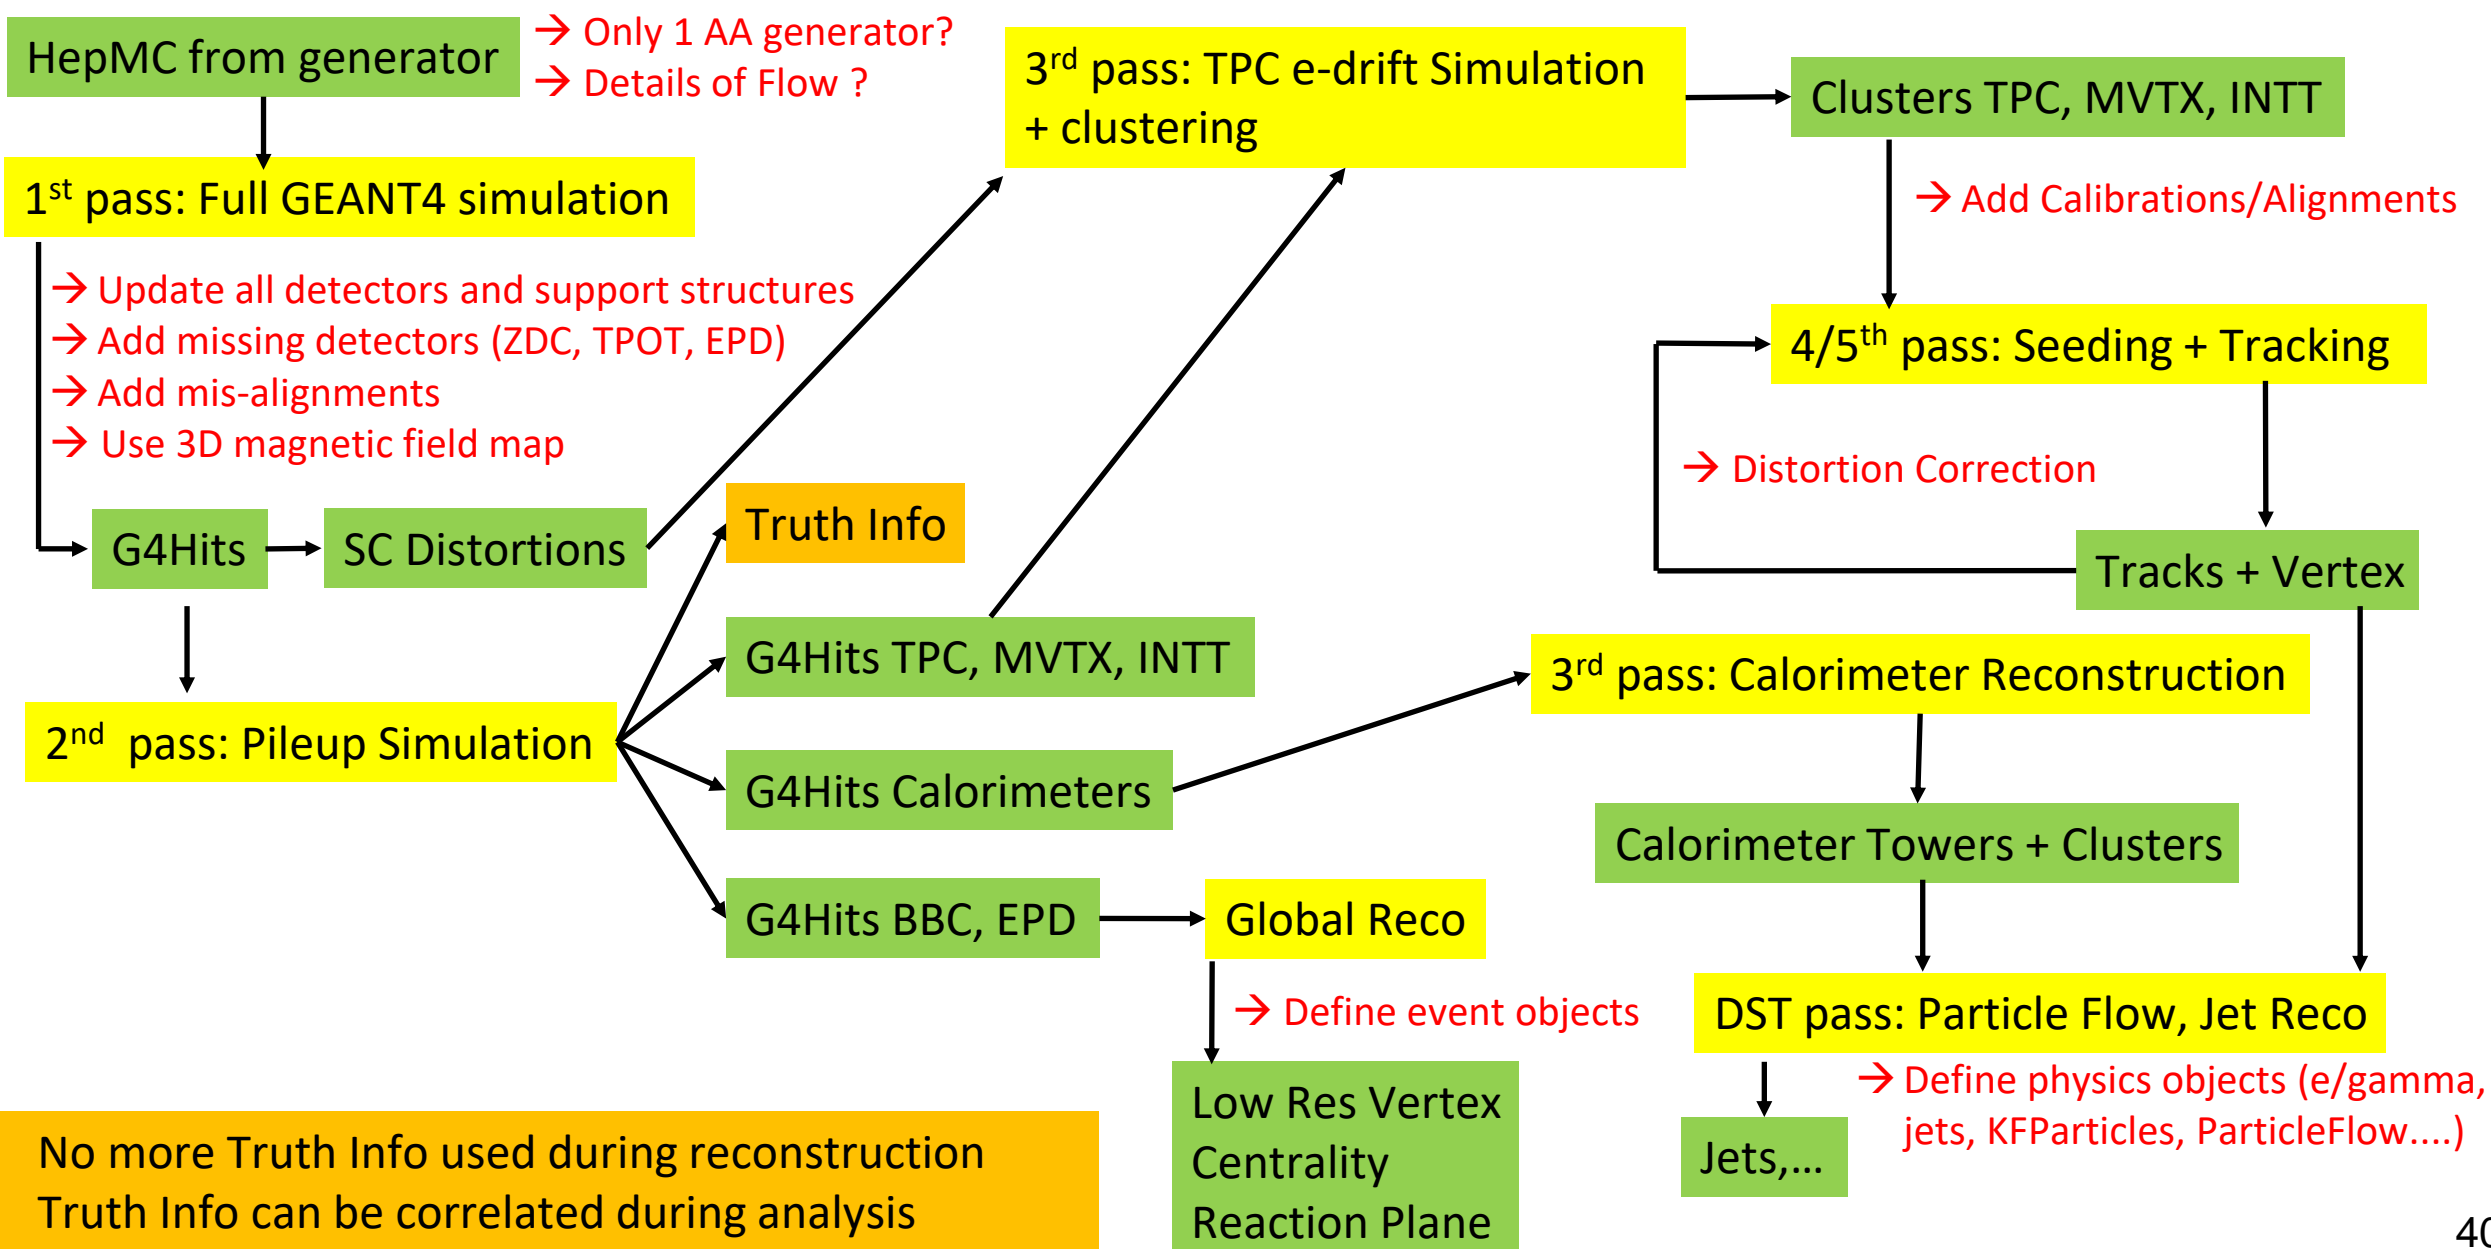 HepMC from generator
→ Only 1 AA generator?
→ Details of Flow ?
1st pass: Full GEANT4 simulation
→ Update all detectors and support structures
→ Add missing detectors (ZDC, TPOT, EPD)
→ Add mis-alignments
→ Use 3D magnetic field map
G4Hits
SC Distortions
2nd pass: Pileup Simulation
Truth Info
G4Hits TPC, MVTX, INTT
G4Hits Calorimeters
G4Hits BBC, EPD
3rd pass: TPC e-drift Simulation
+ clustering
Clusters TPC, MVTX, INTT
→ Add Calibrations/Alignments
4/5th pass: Seeding + Tracking
→ Distortion Correction
Tracks + Vertex
3rd pass: Calorimeter Reconstruction
Calorimeter Towers + Clusters
Global Reco
→ Define event objects
Low Res Vertex
Centrality
Reaction Plane
DST pass: Particle Flow, Jet Reco
→ Define physics objects (e/gamma,
jets, KFParticles, ParticleFlow....)
Jets,...
No more Truth Info used during reconstruction
Truth Info can be correlated during analysis
40